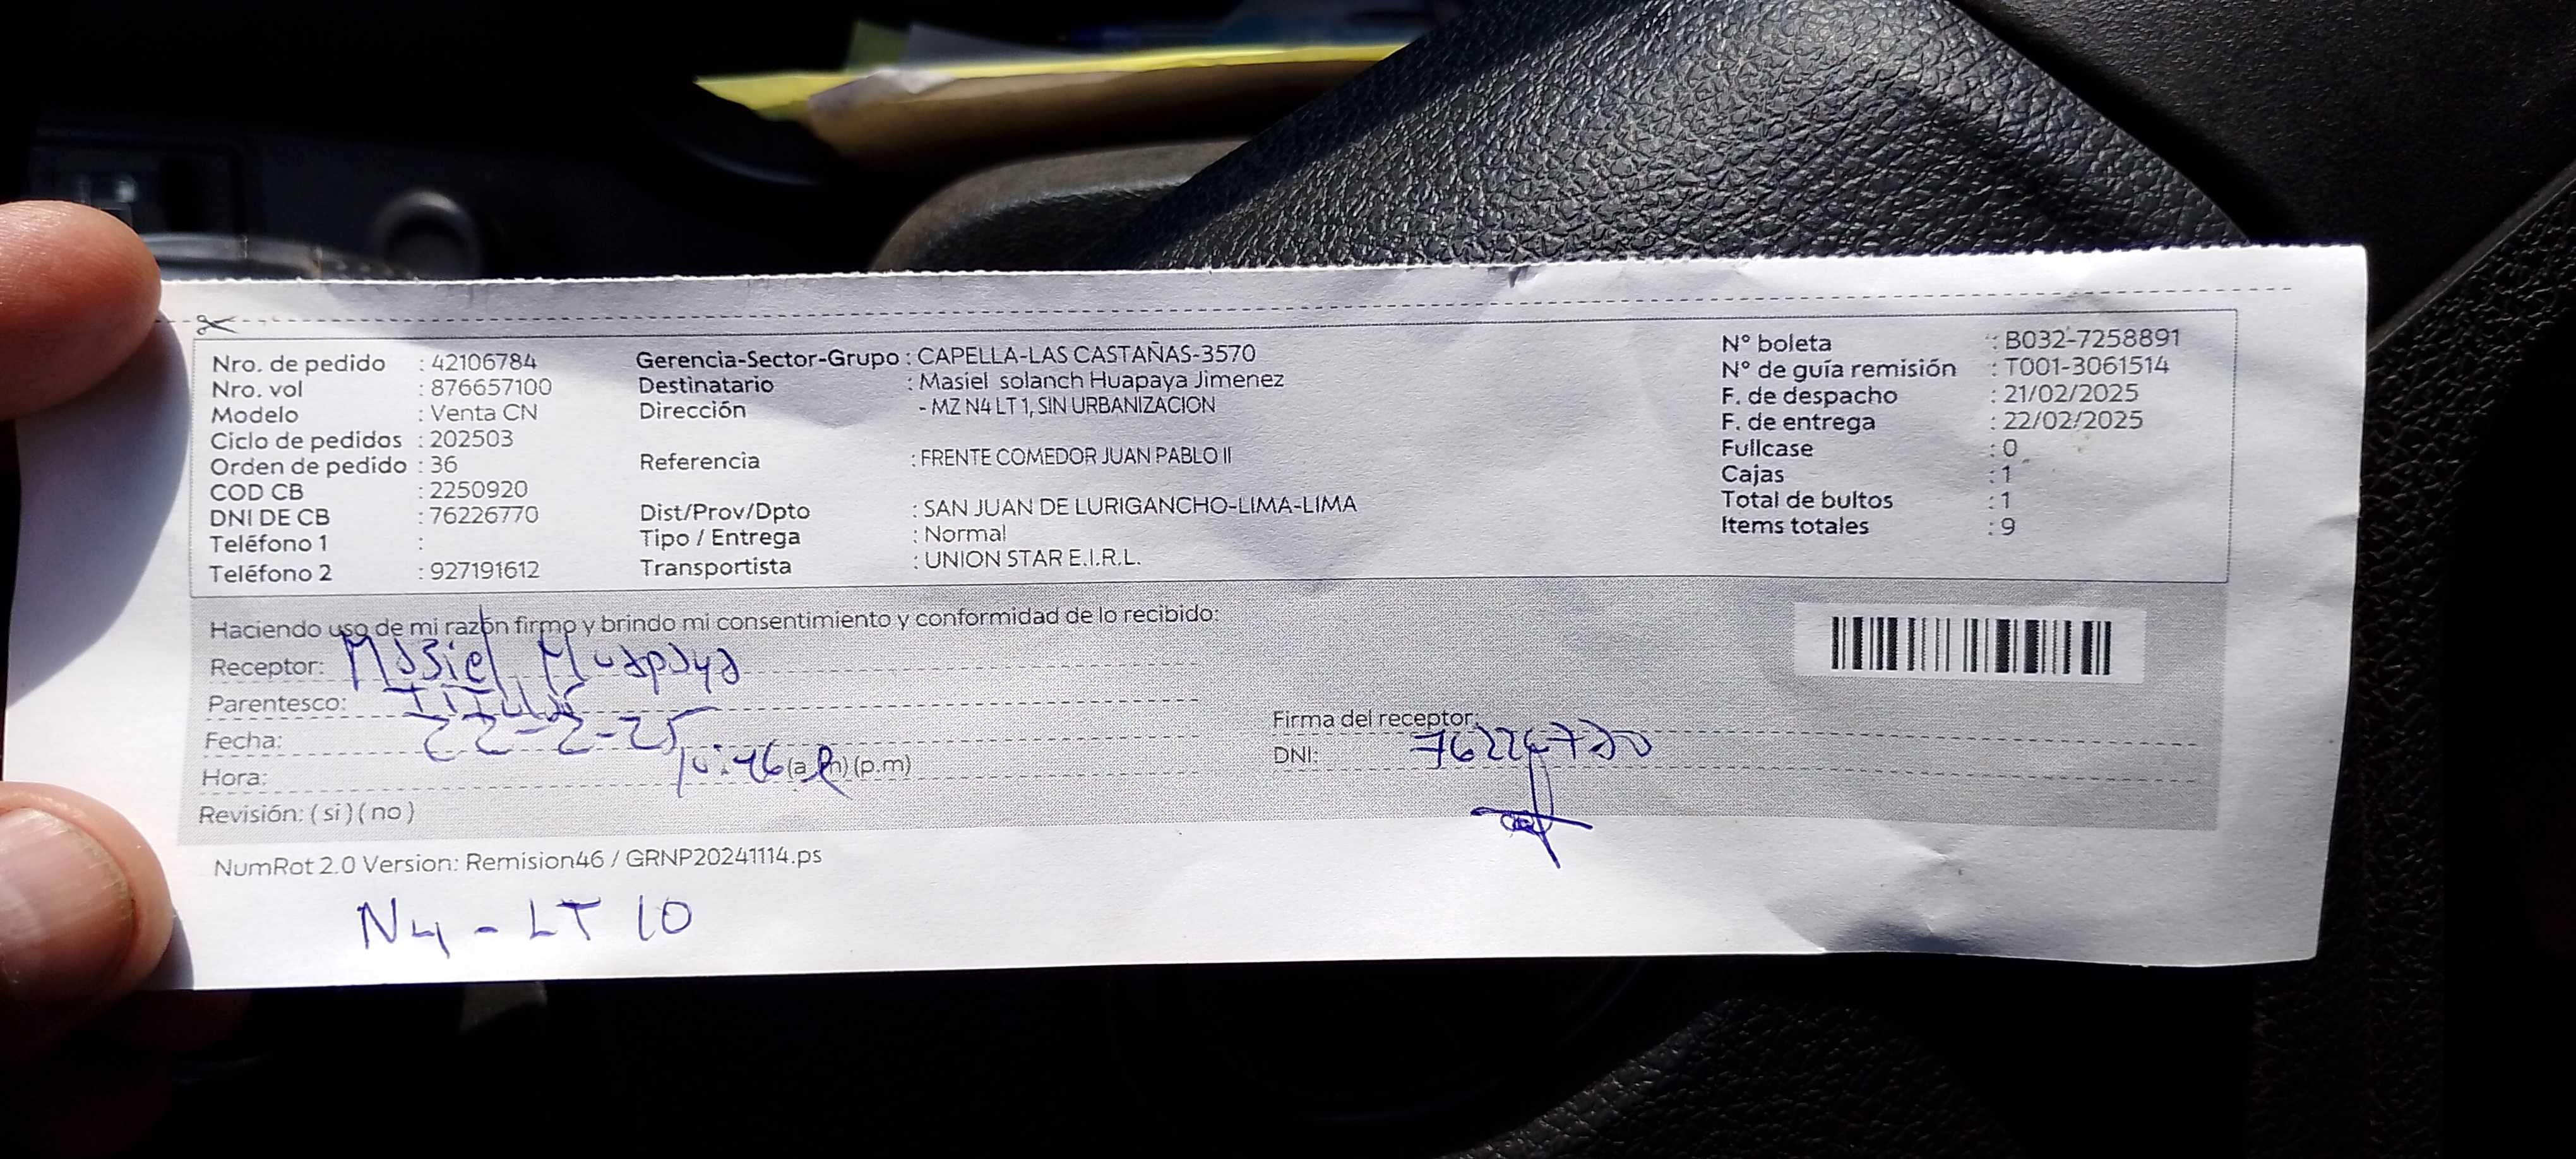 Nro. de pedido : 42106784
Nro. vol : 876657100
Modelo : Venta CN
Ciclo de pedidos : 202503
Orden de pedido : 36
COD CB : 2250920
DNI DE CB : 76226770
Teléfono 1 :
Teléfono 2 : 927191612
Gerencia-Sector-Grupo : CAPELLA-LAS CASTAÑAS-3570
Destinatario : Masiel solanch Huapaya Jimenez
Dirección - MZ N4 LT 1, SIN URBANIZACION
Referencia : FRENTE COMEDOR JUAN PABLO II
Dist/Prov/Dpto : SAN JUAN DE LURIGANCHO-LIMA-LIMA
Tipo / Entrega : Normal
Transportista : UNION STAR E.I.R.L.
N° boleta : B032-7258891
N° de guía remisión : T001-3061514
F. de despacho : 21/02/2025
F. de entrega : 22/02/2025
Fullcase : 0
Cajas : 1
Total de bultos : 1
Items totales : 9
Haciendo uso de mi razón firmo y brindo mi consentimiento y conformidad de lo recibido:
Receptor: Masiel Huapaya
Parentesco:
Fecha: 22-2-25
Hora: 10:46 (a.m) (p.m)
Revisión: ( si ) ( no )
Firma del receptor:
DNI: 76226770
NumRot 2.0 Version: Remision46 / GRNP20241114.ps
N4 - LT 10